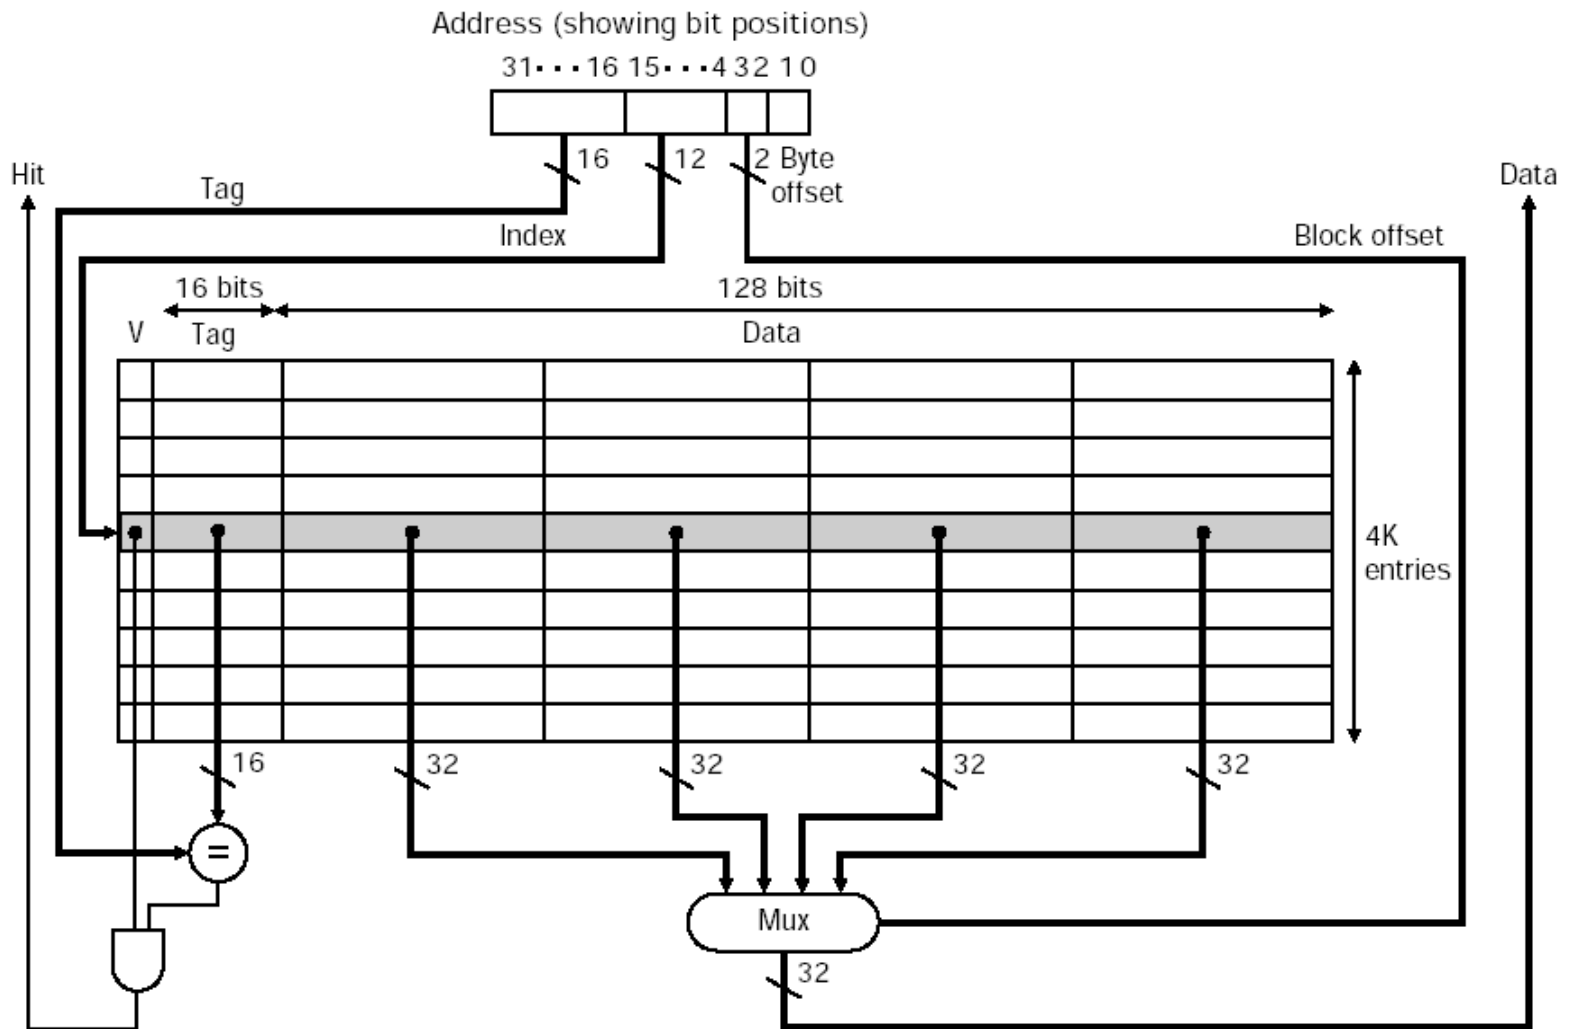 Address (showing bit positions)
31 · · · 16 15 · · · 4 3 2 1 0
16 12 2 Byte offset
Hit
Tag
Data
Index
Block offset
16 bits
128 bits
V
Tag
Data
4K
entries
16
32
32
32
32
=
Mux
32